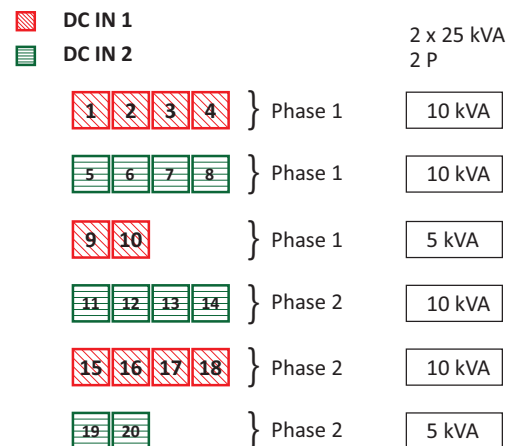 DC IN 1
DC IN 2
2 x 25 kVA
2 P
1 2 3 4 } Phase 1 10 kVA
5 6 7 8 } Phase 1 10 kVA
9 10 } Phase 1 5 kVA
11 12 13 14 } Phase 2 10 kVA
15 16 17 18 } Phase 2 10 kVA
19 20 } Phase 2 5 kVA